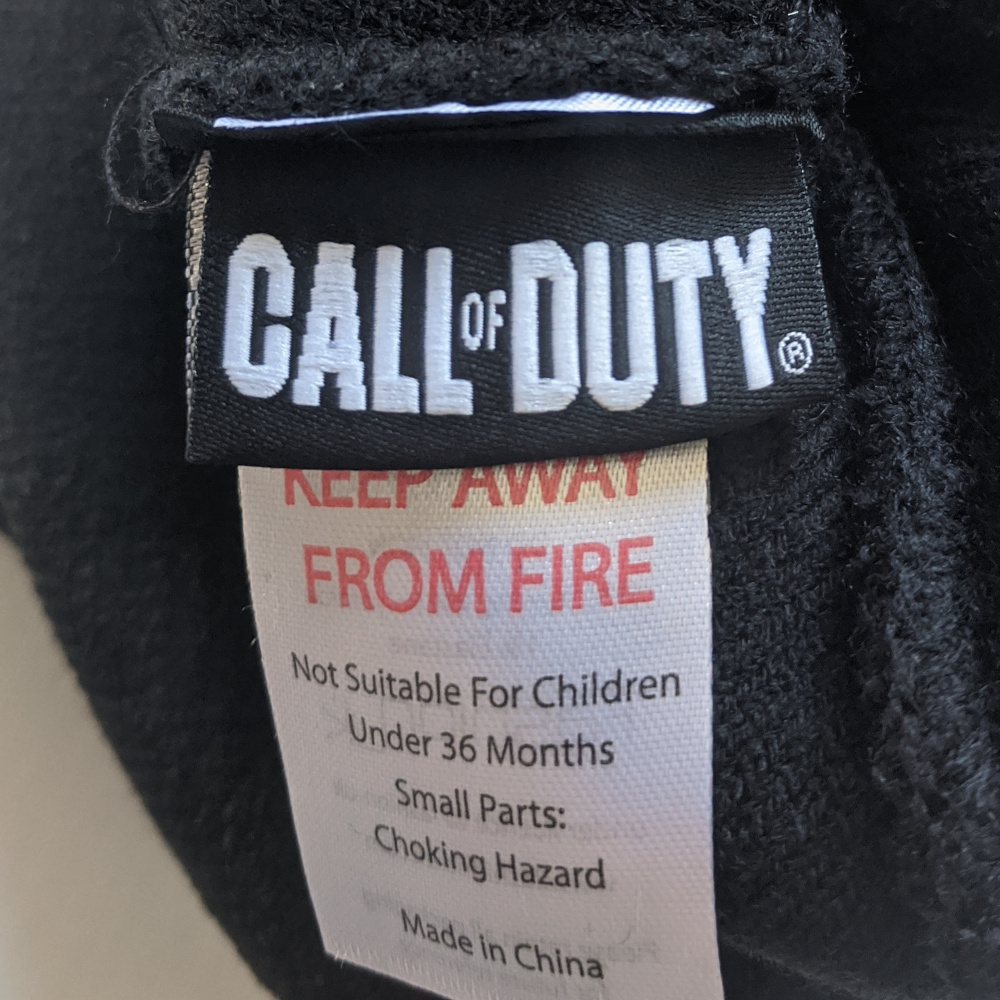 CALL OF DUTY®
KEEP AWAY
FROM FIRE
Not Suitable For Children
Under 36 Months
Small Parts:
Choking Hazard
Made in China